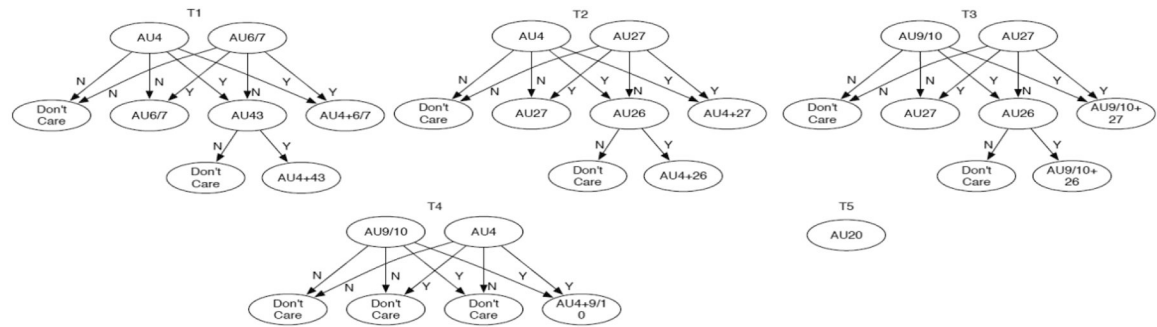 T1 T2 T3
AU4 AU6/7 AU4 AU27 AU9/10 AU27
N N N Y Y Y N N N Y Y Y N N N Y Y Y
Don't
Care
AU6/7 AU43 AU4+6/7
Don't
Care
AU27 AU26 AU4+27
Don't
Care
AU27 AU26
AU9/10+
27
N Y N Y N Y
Don't
Care
AU4+43
Don't
Care
AU4+26
Don't
Care
AU9/10+
26
T4 T5
AU9/10 AU4 AU20
N N N Y Y Y Y N
Don't
Care
Don't
Care
Don't
Care
AU4+9/1
0